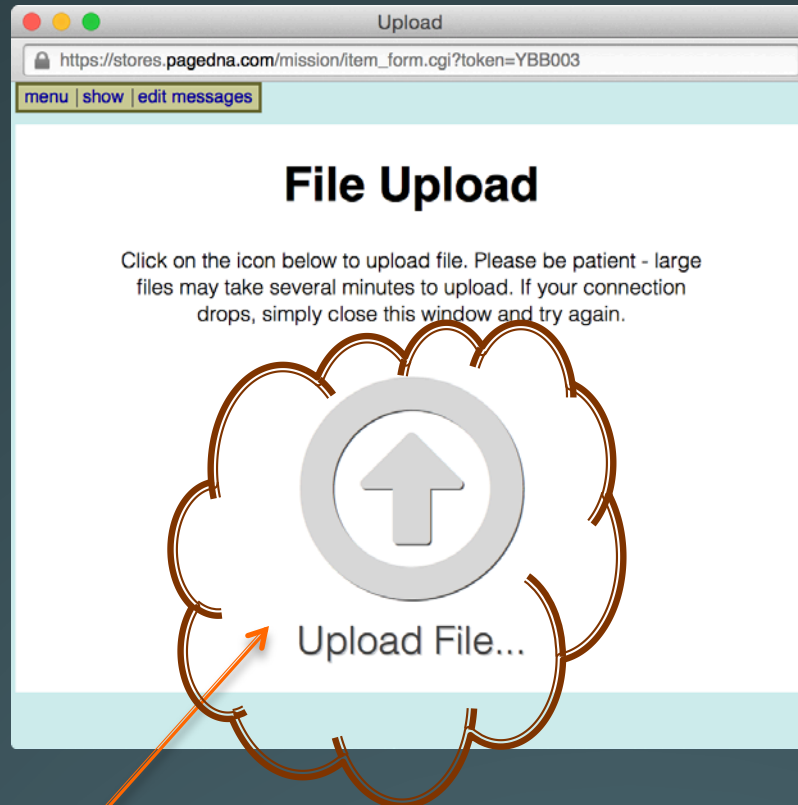 Upload
https://stores.pagedna.com/mission/item_form.cgi?token=YBB003
menu | show | edit messages
File Upload
Click on the icon below to upload file. Please be patient - large
files may take several minutes to upload. If your connection
drops, simply close this window and try again.
Upload File...